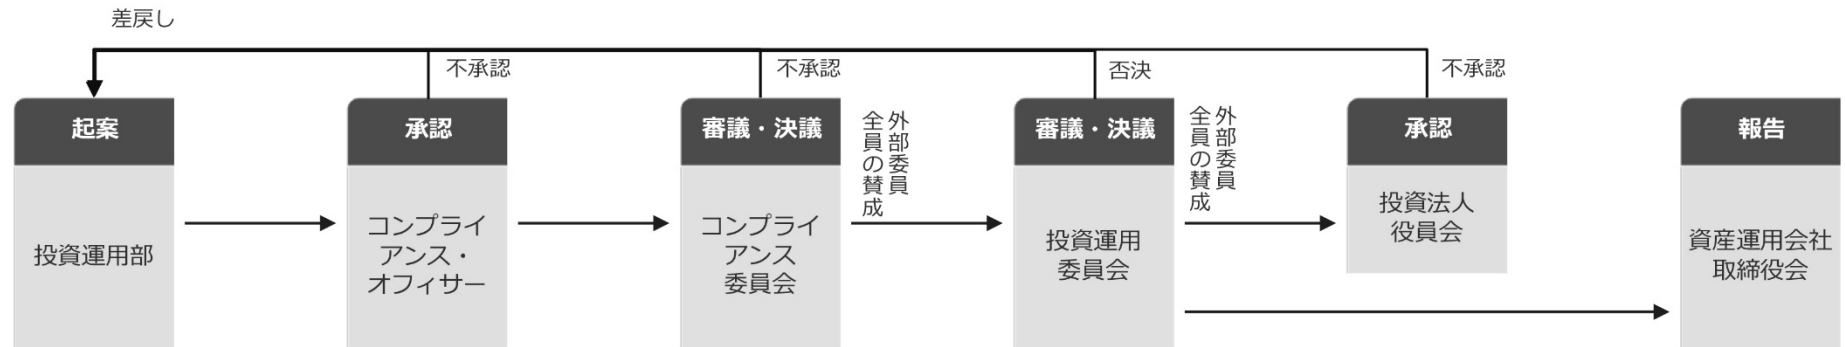 差戻し
不承認
不承認
否決
不承認
起案
投資運用部
承認
コンプライ
アンス・
オフィサー
審議・決議
コンプライ
アンス
委員会
外部委員
全員の賛成
審議・決議
投資運用
委員会
外部委員
全員の賛成
承認
投資法人
役員会
報告
資産運用会社
取締役会